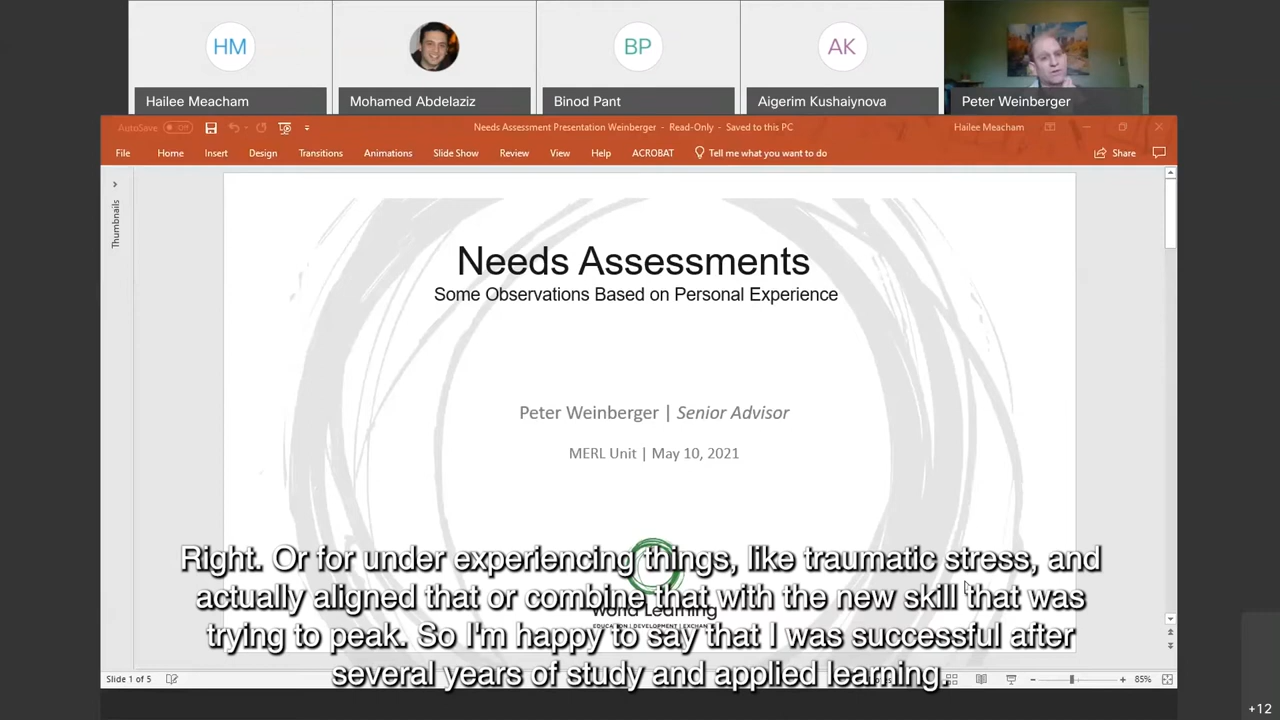 HM
BP
AK
Hailee Meacham
Mohamed Abdelaziz
Binod Pant
Aigerim Kushaiynova
Peter Weinberger
AutoSave Off
Needs Assessment Presentation Weinberger - Read-Only - Saved to this PC
Hailee Meacham
File Home Insert Design Transitions Animations Slide Show Review View Help ACROBAT Tell me what you want to do Share
Thumbnails
Needs Assessments
Some Observations Based on Personal Experience
Peter Weinberger | Senior Advisor
MERL Unit | May 10, 2021
Right. Or for under experiencing things, like traumatic stress, and
actually aligned that or combine that with the new skill that was
World Learning
trying to peak. So I'm happy to say that I was successful after
several years of study and applied learning.
Slide 1 of 5
85%
+12